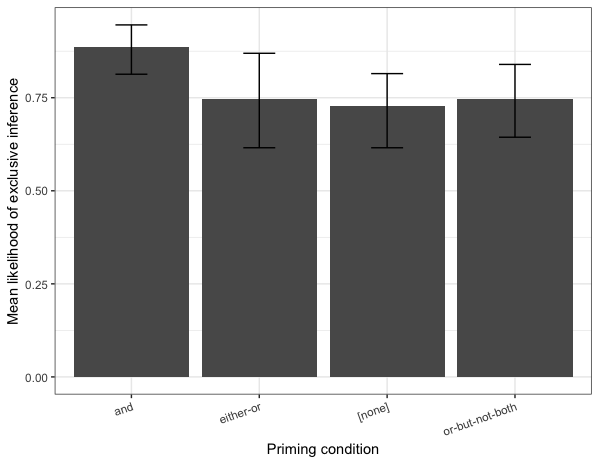 Mean likelihood of exclusive inference
0.75
0.50
0.25
0.00
and
either-or
[none]
or-but-not-both
Priming condition